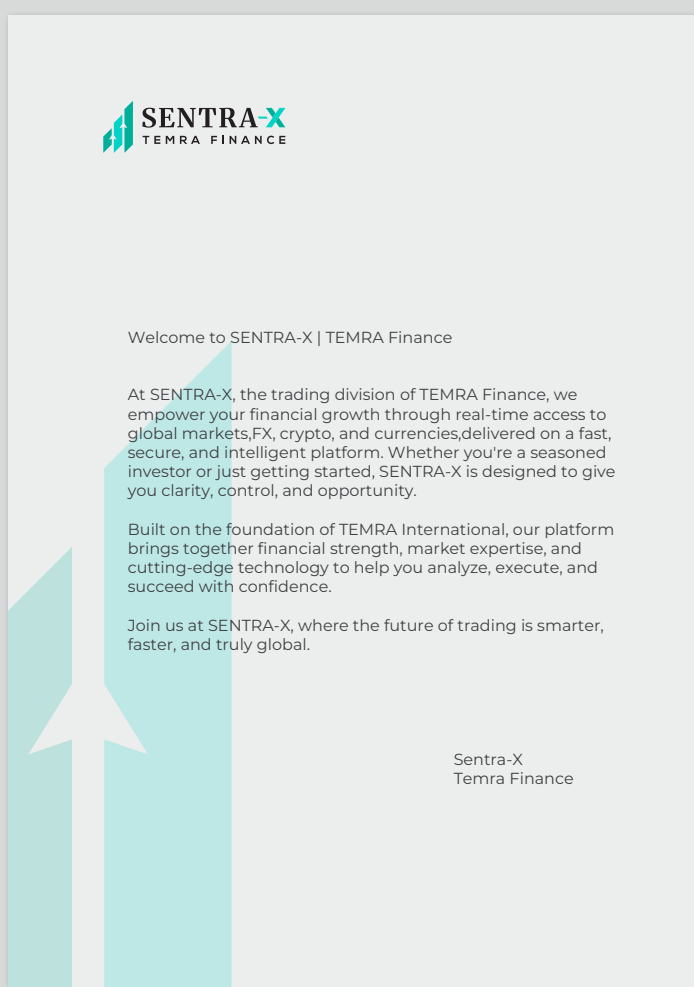 SENTRA-X
TEMRA FINANCE
Welcome to SENTRA-X | TEMRA Finance
At SENTRA-X, the trading division of TEMRA Finance, we
empower your financial growth through real-time access to
global markets,FX, crypto, and currencies,delivered on a fast,
secure, and intelligent platform. Whether you're a seasoned
investor or just getting started, SENTRA-X is designed to give
you clarity, control, and opportunity.
Built on the foundation of TEMRA International, our platform
brings together financial strength, market expertise, and
cutting-edge technology to help you analyze, execute, and
succeed with confidence.
Join us at SENTRA-X, where the future of trading is smarter,
faster, and truly global.
Sentra-X
Temra Finance